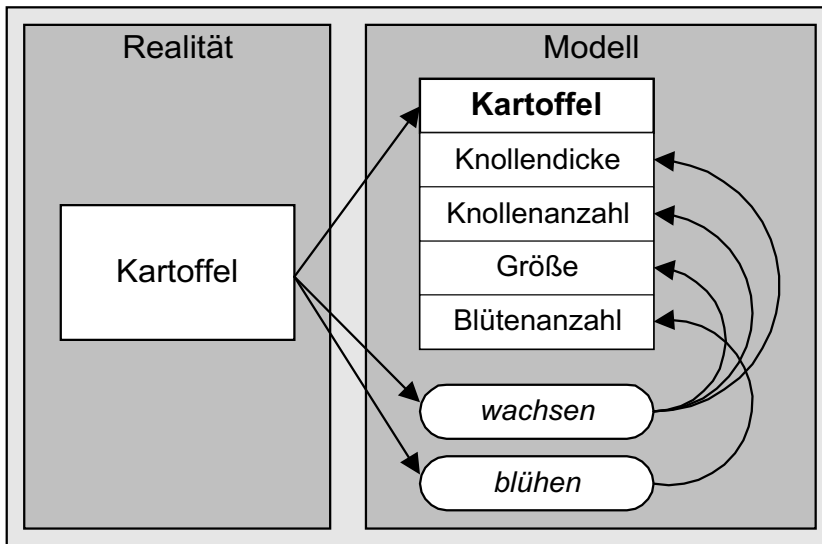 Realität
Modell
Kartoffel
Kartoffel
Knollendicke
Knollenanzahl
Größe
Blütenanzahl
wachsen
blühen